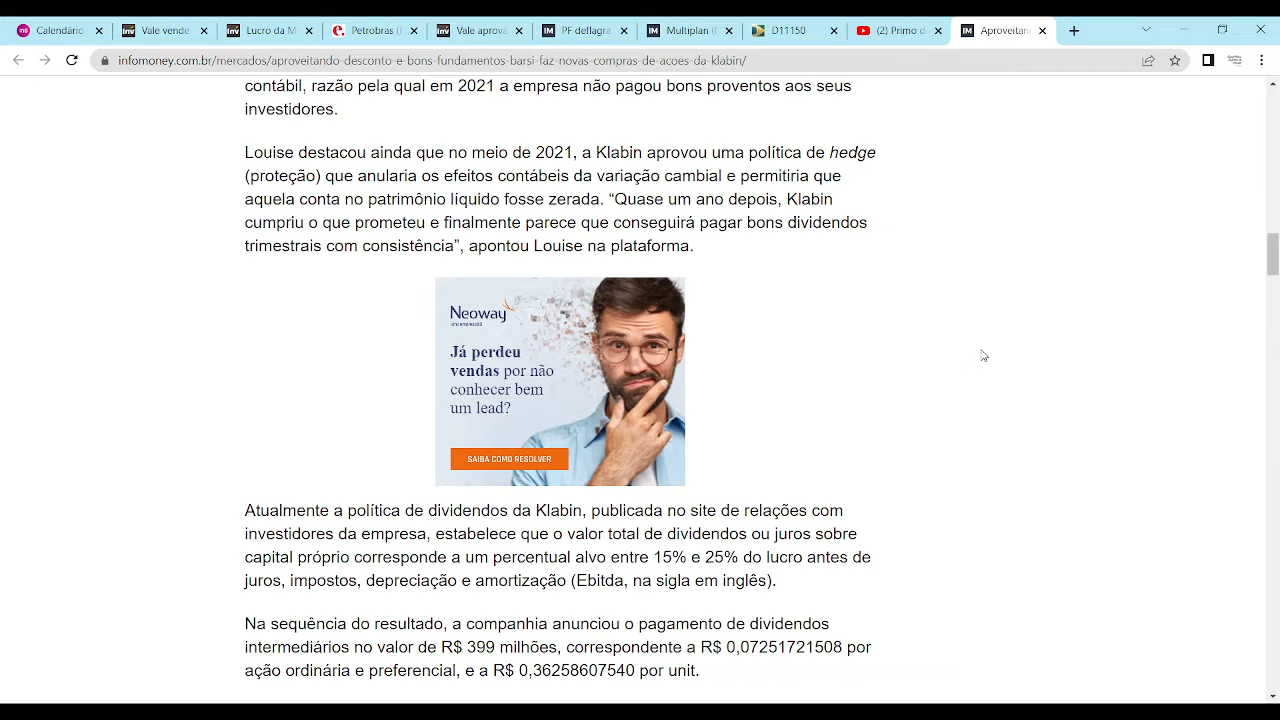 Calendário
Vale vende
Lucro da M
Petrobras (
Vale aprova
PF deflagra
Multiplan (M
D11150
(2) Primo d
Aproveitand
infomoney.com.br/mercados/aproveitando-desconto-e-bons-fundamentos-barsi-faz-novas-compras-de-acoes-da-klabin/
contábil, razão pela qual em 2021 a empresa não pagou bons proventos aos seus
investidores.
Louise destacou ainda que no meio de 2021, a Klabin aprovou uma política de hedge
(proteção) que anularia os efeitos contábeis da variação cambial e permitiria que
aquela conta no patrimônio líquido fosse zerada. “Quase um ano depois, Klabin
cumpriu o que prometeu e finalmente parece que conseguirá pagar bons dividendos
trimestrais com consistência”, apontou Louise na plataforma.
Neoway
Já perdeu
vendas por não
conhecer bem
um lead?
SAIBA COMO RESOLVER
Atualmente a política de dividendos da Klabin, publicada no site de relações com
investidores da empresa, estabelece que o valor total de dividendos ou juros sobre
capital próprio corresponde a um percentual alvo entre 15% e 25% do lucro antes de
juros, impostos, depreciação e amortização (Ebitda, na sigla em inglês).
Na sequência do resultado, a companhia anunciou o pagamento de dividendos
intermediários no valor de R$ 399 milhões, correspondente a R$ 0,07251721508 por
ação ordinária e preferencial, e a R$ 0,36258607540 por unit.